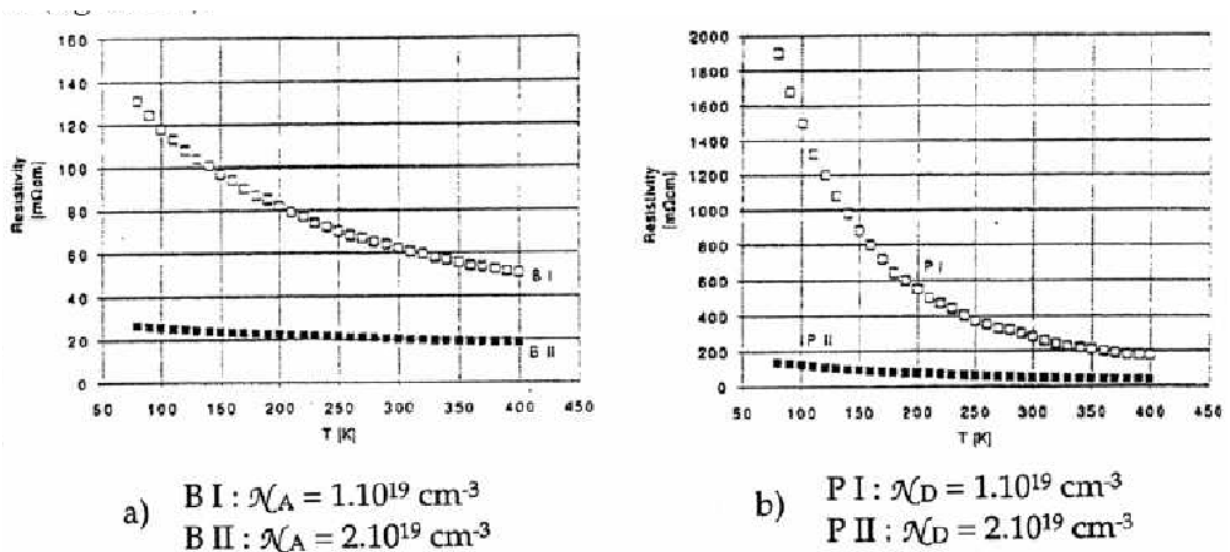 160
140
120
100
80
60
40
20
0
Resistivity
[mΩcm]
B I
B II
50 100 150 200 250 300 350 400 450
T [K]
2000
1800
1600
1400
1200
1000
800
600
400
200
0
Resistivity
[mΩcm]
P I
P II
50 100 150 200 250 300 350 400 450
T [K]
a) B I : 𝒩A = 1.10¹⁹ cm⁻³
B II : 𝒩A = 2.10¹⁹ cm⁻³
b) P I : 𝒩D = 1.10¹⁹ cm⁻³
P II : 𝒩D = 2.10¹⁹ cm⁻³